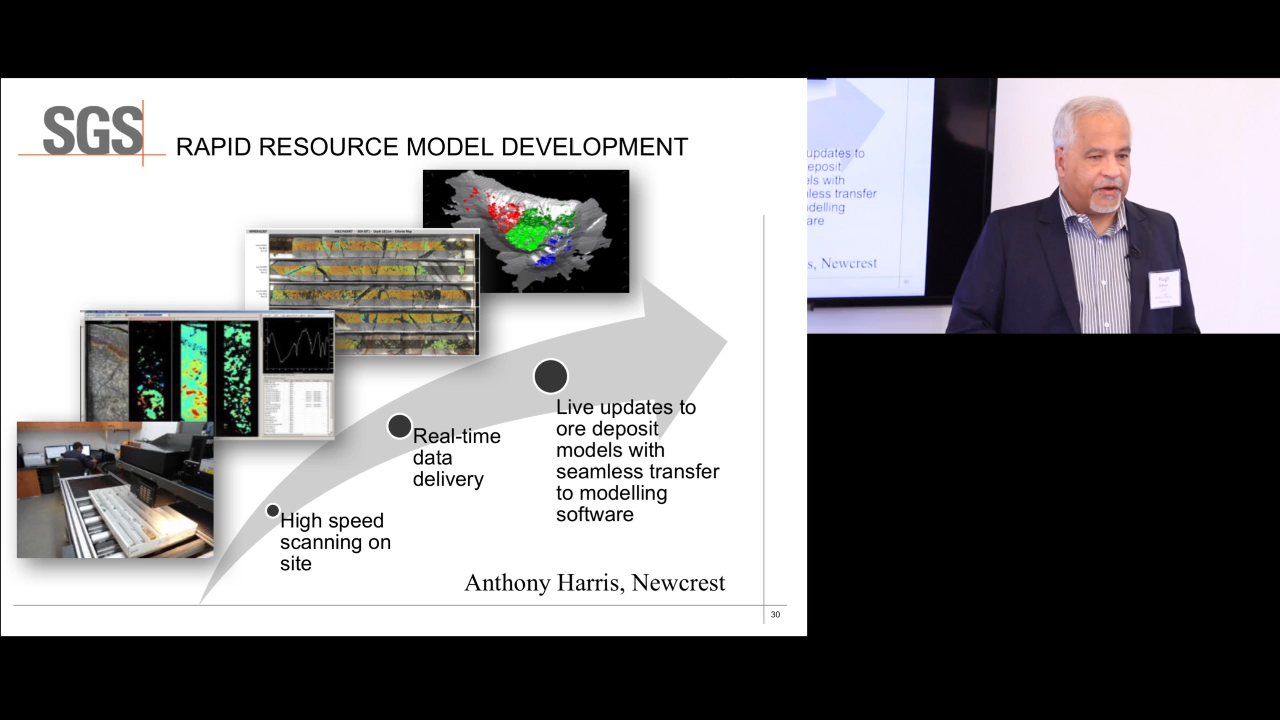 SGS
RAPID RESOURCE MODEL DEVELOPMENT
High speed
scanning on
site
Real-time
data
delivery
Live updates to
ore deposit
models with
seamless transfer
to modelling
software
Anthony Harris, Newcrest
30
updates to
eposit
els with
less transfer
delling
are
s, Newcrest